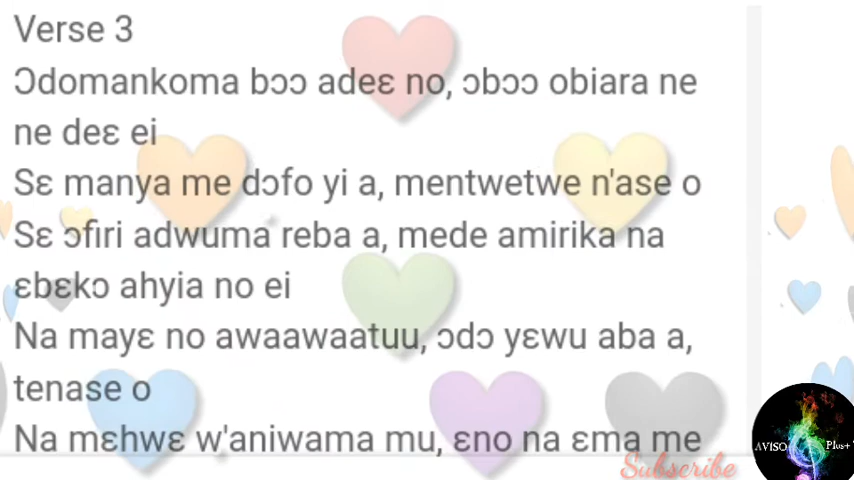 Verse 3
Ɔdomankoma bɔɔ adeɛ no, ɔbɔɔ obiara ne
ne deɛ ei
Sɛ manya me dɔfo yi a, mentwetwe n'ase o
Sɛ ɔfiri adwuma reba a, mede amirika na
ɛbɛkɔ ahyia no ei
Na mayɛ no awaawaatuu, ɔdɔ yɛwu aba a,
tenase o
Na mɛhwɛ w'aniwama mu, ɛno na ɛma me
Subscribe
AVISO Plus+